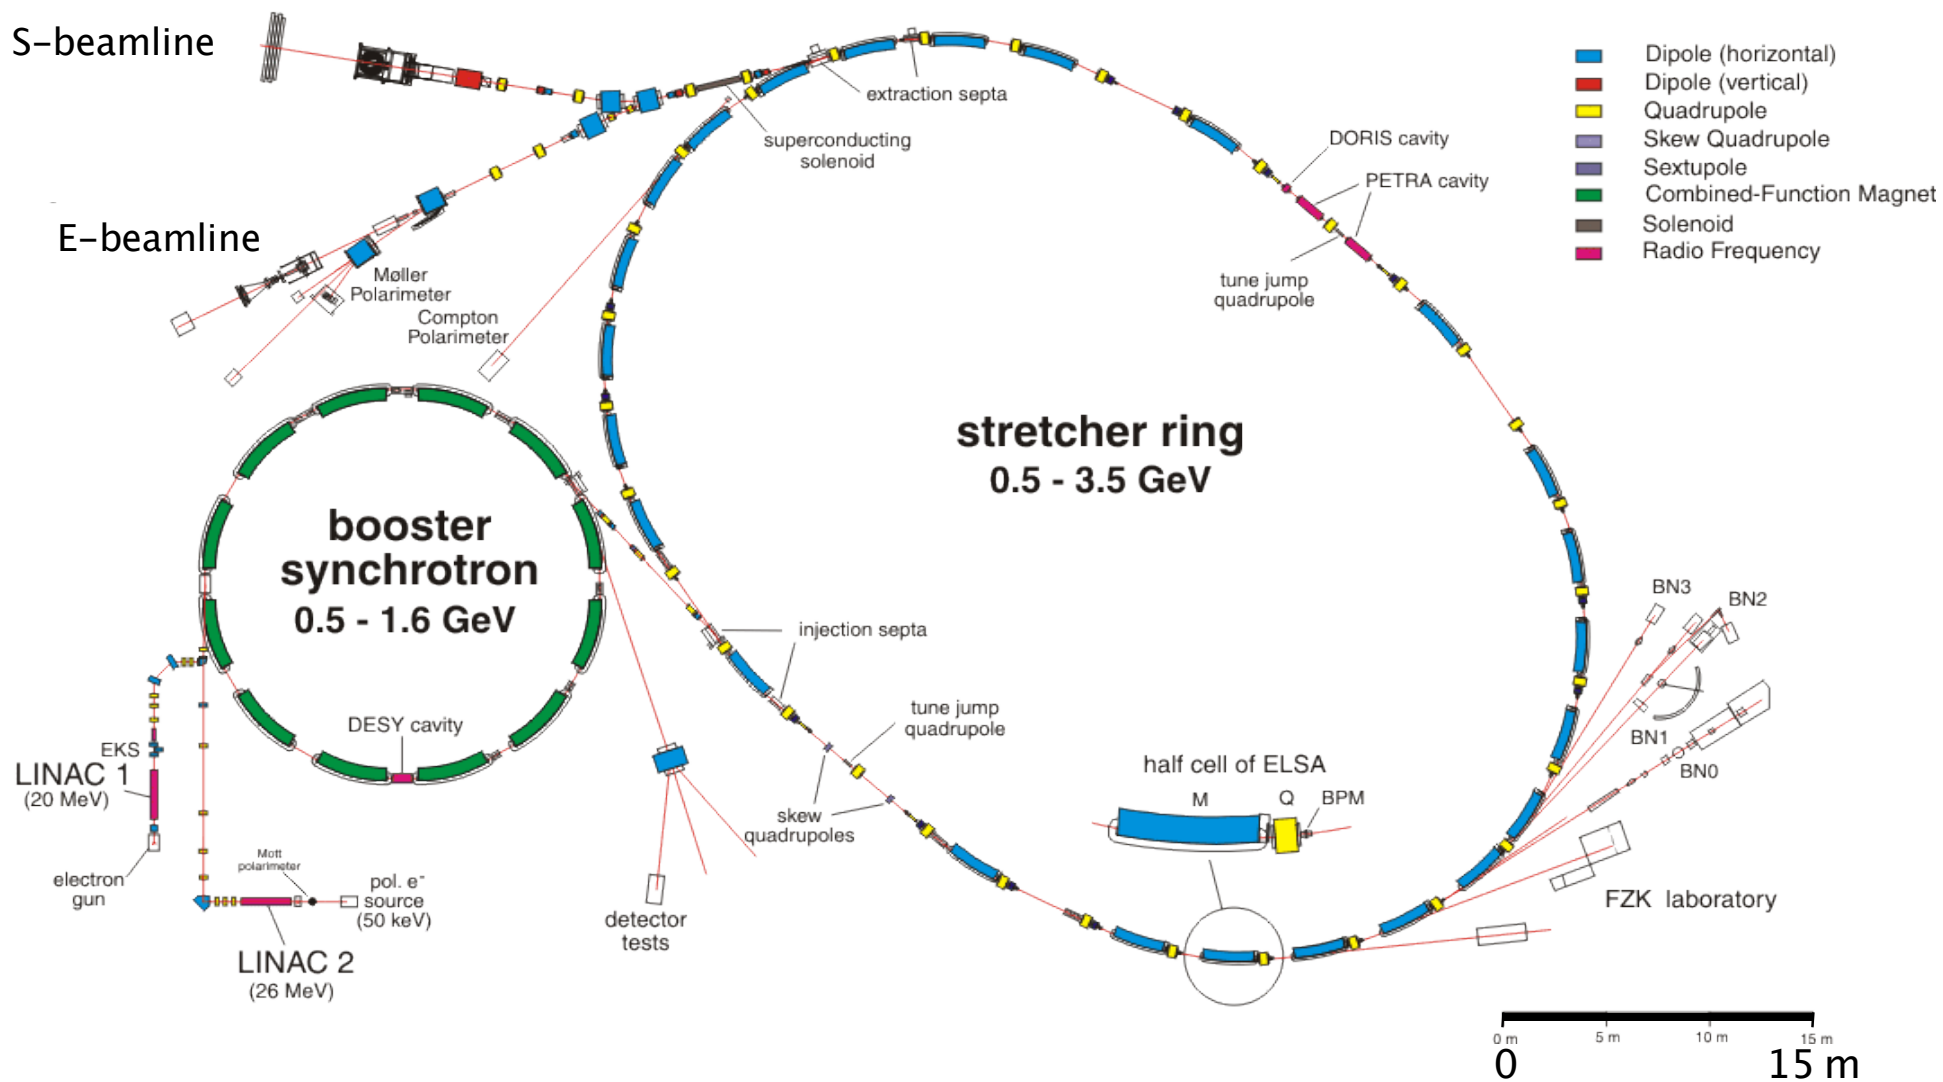 S-beamline
E-beamline
extraction septa
superconducting
solenoid
Møller
Polarimeter
Compton
Polarimeter
DORIS cavity
PETRA cavity
tune jump
quadrupole
Dipole (horizontal)
Dipole (vertical)
Quadrupole
Skew Quadrupole
Sextupole
Combined-Function Magnet
Solenoid
Radio Frequency
stretcher ring
0.5 - 3.5 GeV
booster
synchrotron
0.5 - 1.6 GeV
injection septa
DESY cavity
EKS
LINAC 1
(20 MeV)
electron
gun
Mott
polarimeter
pol. e-
source
(50 keV)
LINAC 2
(26 MeV)
detector
tests
tune jump
quadrupole
skew
quadrupoles
half cell of ELSA
M
Q
BPM
BN3
BN2
BN1
BN0
FZK laboratory
0 m
5 m
10 m
15 m
0
15 m